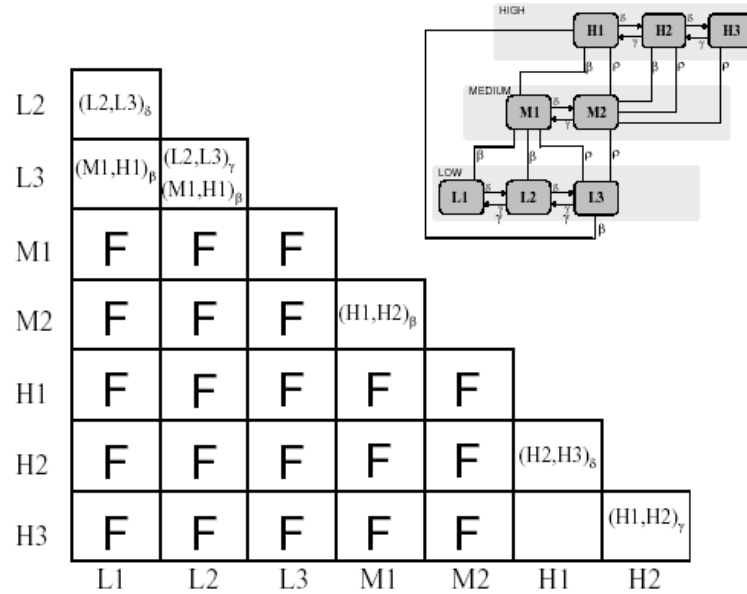 HIGH
H1 δ γ H2 δ γ H3
β ρ β ρ ρ
MEDIUM
M1 δ γ M2
β β ρ ρ
LOW
L1 δ γ L2 δ γ L3
γ γ
β
L2 (L2,L3)δ
L3 (M1,H1)β (L2,L3)γ
(M1,H1)β
M1 F F F
M2 F F F (H1,H2)β
H1 F F F F F
H2 F F F F F (H2,H3)δ
H3 F F F F F (H1,H2)γ
L1 L2 L3 M1 M2 H1 H2